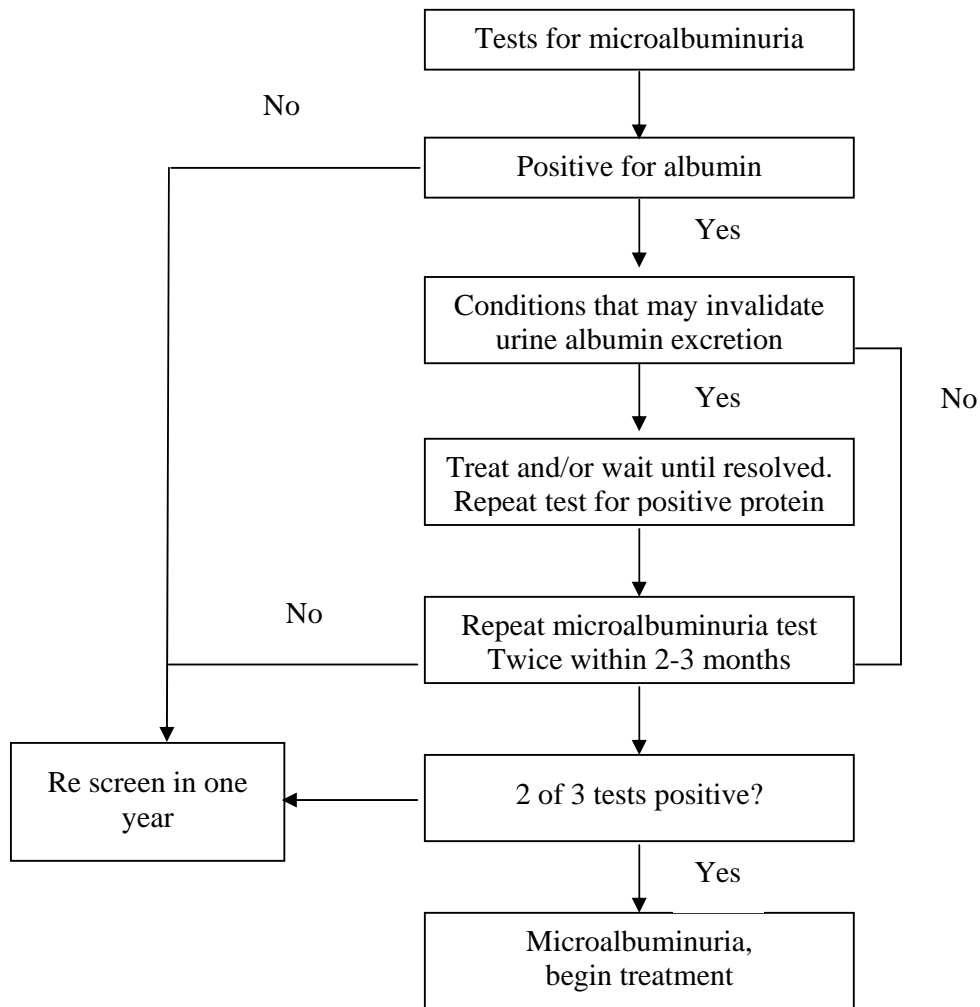 Tests for microalbuminuria
No
Positive for albumin
Yes
Conditions that may invalidate
urine albumin excretion
No
Yes
Treat and/or wait until resolved.
Repeat test for positive protein
No
Repeat microalbuminuria test
Twice within 2-3 months
Re screen in one
year
2 of 3 tests positive?
Yes
Microalbuminuria,
begin treatment